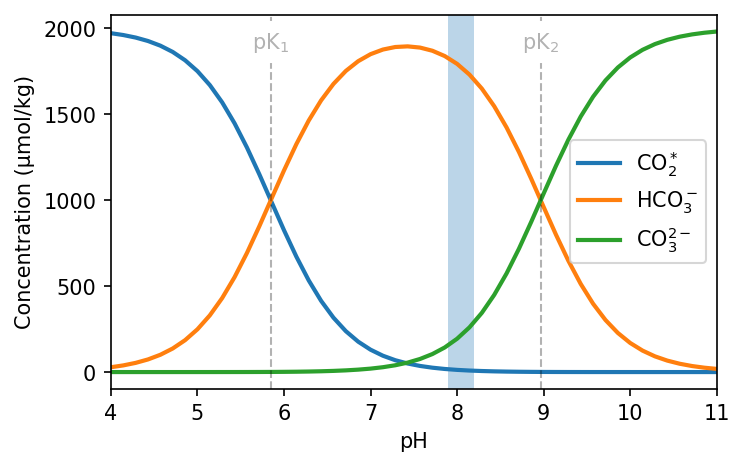 2000
1500
1000
500
0
Concentration (µmol/kg)
pK₁
pK₂
CO₂*
HCO₃⁻
CO₃²⁻
4 5 6 7 8 9 10 11
pH